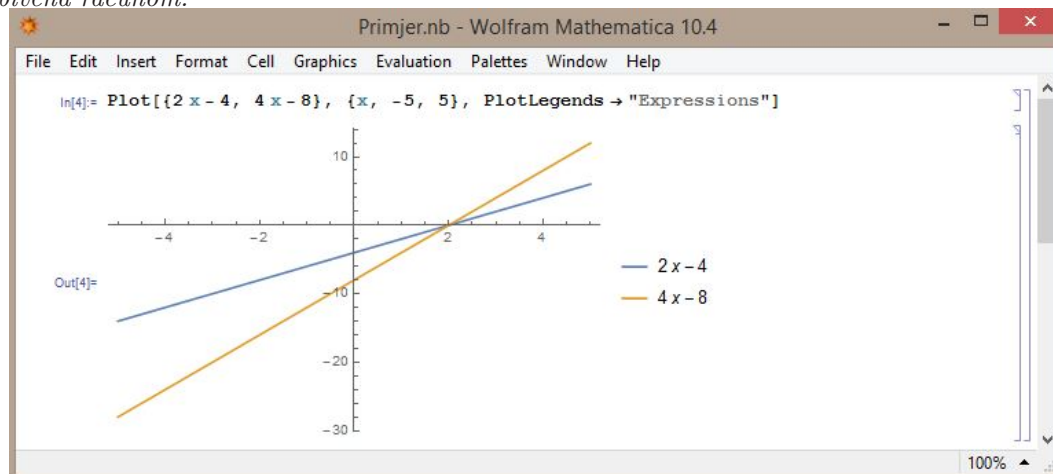 računom.
Primjer.nb - Wolfram Mathematica 10.4
File Edit Insert Format Cell Graphics Evaluation Palettes Window Help
In[4]:= Plot[{2 x - 4, 4 x - 8}, {x, -5, 5}, PlotLegends → "Expressions"]
10
-4 -2 2 4
2 x - 4
Out[4]=
-10
4 x - 8
-20
-30
100%